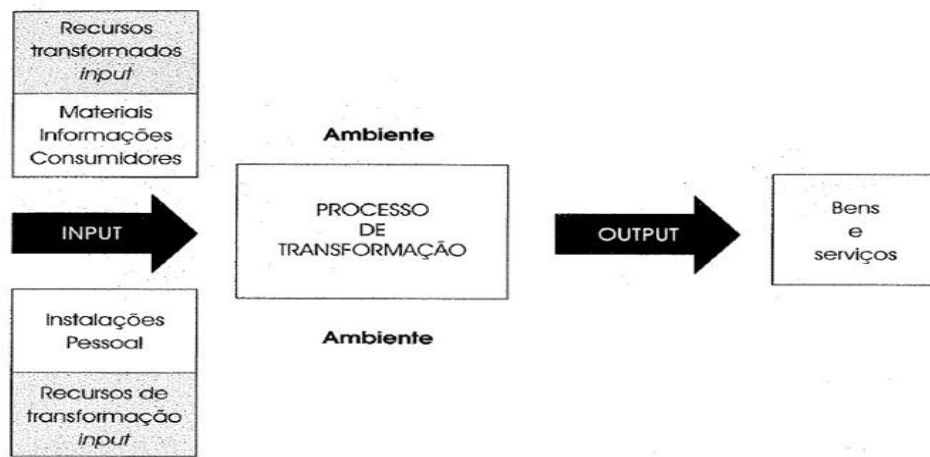 Recursos
transformados
input
Materiais
Informações
Consumidores
Ambiente
INPUT
PROCESSO
DE
TRANSFORMAÇÃO
OUTPUT
Bens
e
serviços
Instalações
Pessoal
Ambiente
Recursos de
transformação
input